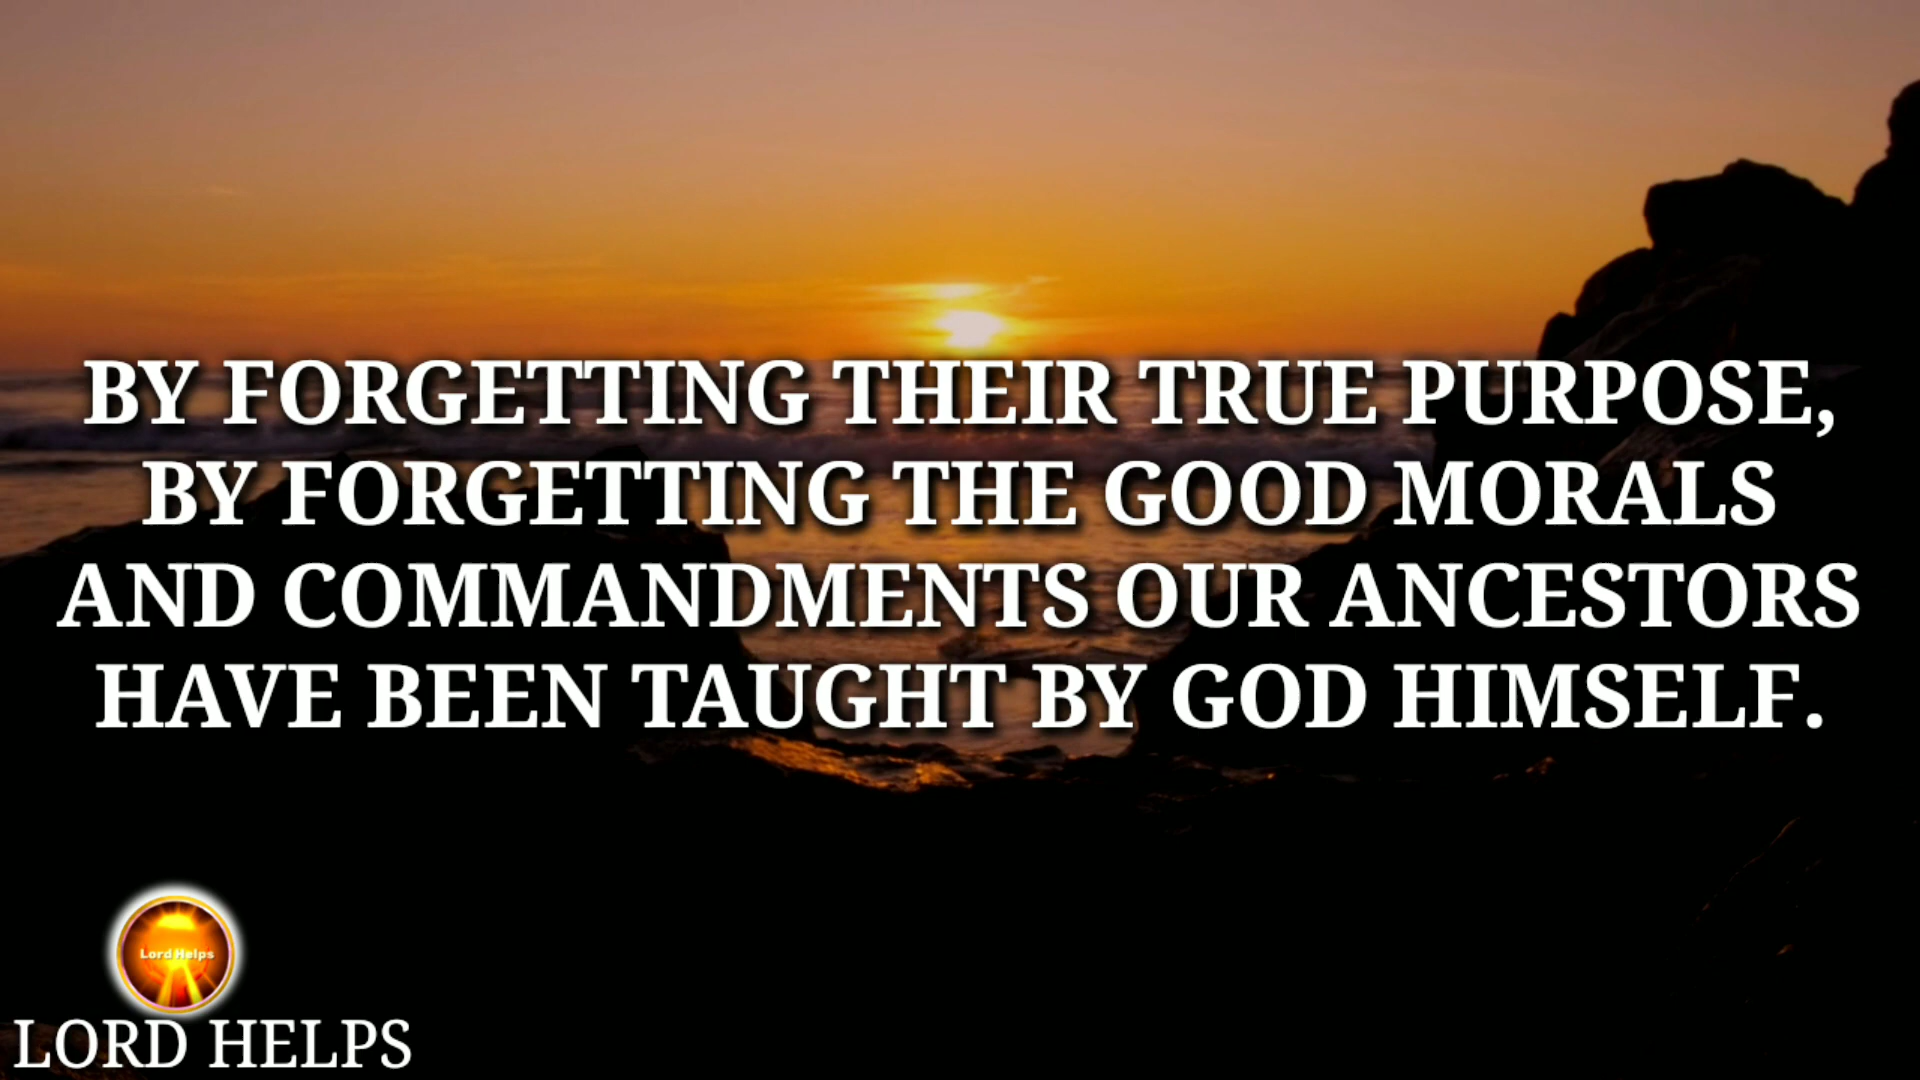 BY FORGETTING THEIR TRUE PURPOSE,
BY FORGETTING THE GOOD MORALS
AND COMMANDMENTS OUR ANCESTORS
HAVE BEEN TAUGHT BY GOD HIMSELF.
Lord Helps
LORD HELPS